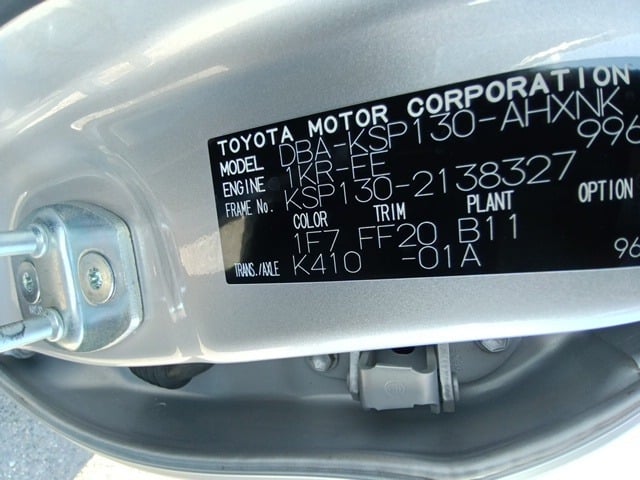 TOYOTA MOTOR CORPORATION
MODEL DBA-KSP130-AHXNK
ENGINE 1KR-FE 996
FRAME No. KSP130-2138327
COLOR TRIM PLANT OPTION
1F7 FF20 B11
TRANS./AXLE K410 -01A 96